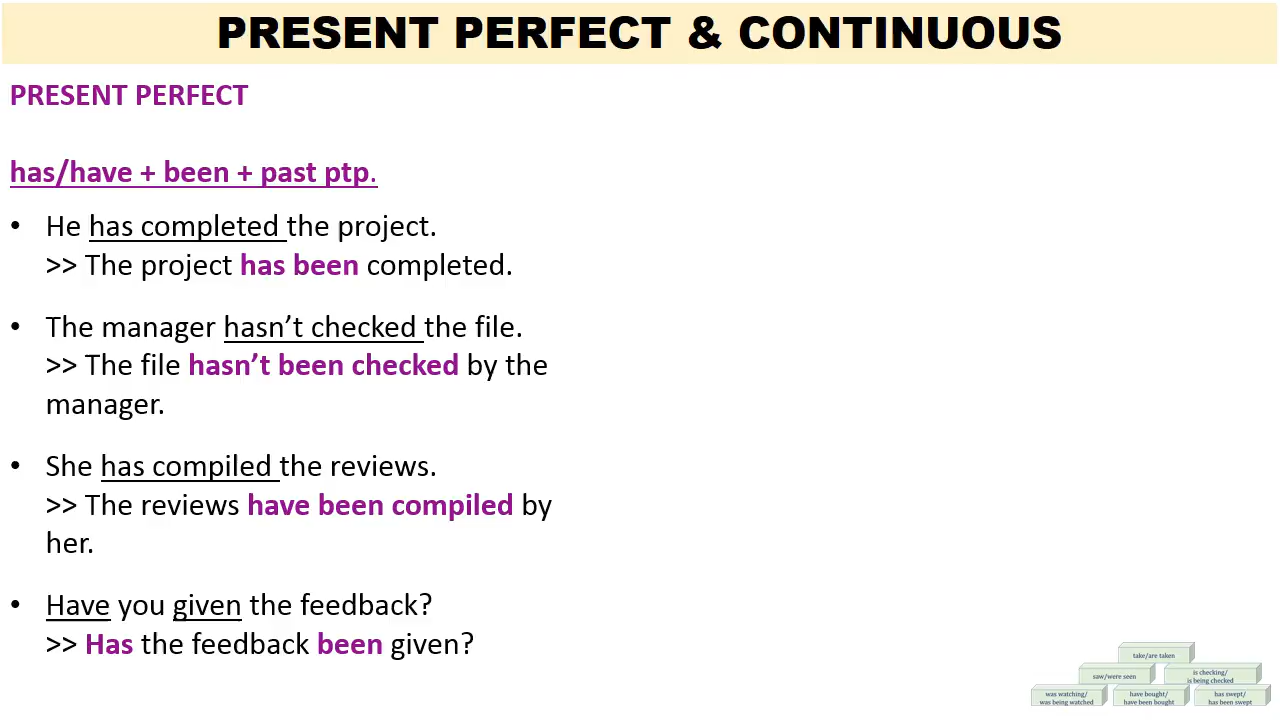 PRESENT PERFECT & CONTINUOUS
PRESENT PERFECT
has/have + been + past ptp.
• He has completed the project.
>> The project has been completed.
• The manager hasn’t checked the file.
>> The file hasn’t been checked by the
manager.
• She has compiled the reviews.
>> The reviews have been compiled by
her.
• Have you given the feedback?
>> Has the feedback been given?
take/are taken
saw/were seen
is checking/
is being checked
was watching/
was being watched
have bought/
have been bought
has swept/
has been swept